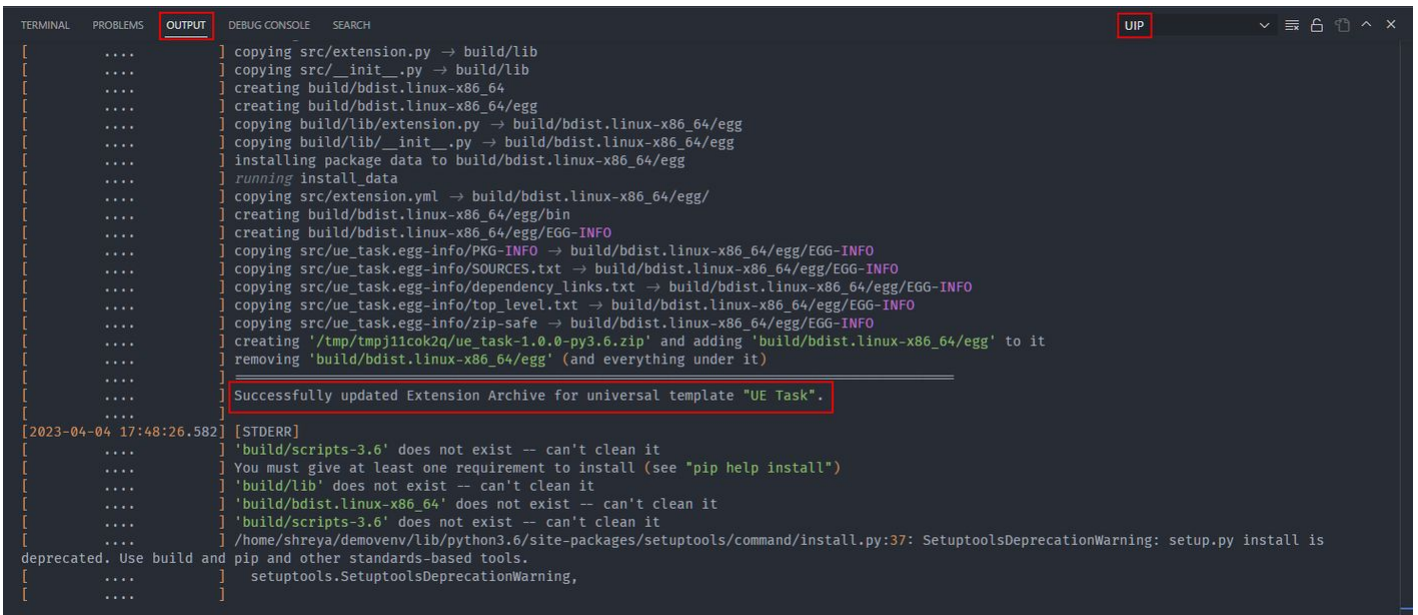 TERMINAL PROBLEMS OUTPUT DEBUG CONSOLE SEARCH UIP
[ .... ] copying src/extension.py → build/lib
[ .... ] copying src/__init__.py → build/lib
[ .... ] creating build/bdist.linux-x86_64
[ .... ] creating build/bdist.linux-x86_64/egg
[ .... ] copying build/lib/extension.py → build/bdist.linux-x86_64/egg
[ .... ] copying build/lib/__init__.py → build/bdist.linux-x86_64/egg
[ .... ] installing package data to build/bdist.linux-x86_64/egg
[ .... ] running install_data
[ .... ] copying src/extension.yml → build/bdist.linux-x86_64/egg/
[ .... ] creating build/bdist.linux-x86_64/egg/bin
[ .... ] creating build/bdist.linux-x86_64/egg/EGG-INFO
[ .... ] copying src/ue_task.egg-info/PKG-INFO → build/bdist.linux-x86_64/egg/EGG-INFO
[ .... ] copying src/ue_task.egg-info/SOURCES.txt → build/bdist.linux-x86_64/egg/EGG-INFO
[ .... ] copying src/ue_task.egg-info/dependency_links.txt → build/bdist.linux-x86_64/egg/EGG-INFO
[ .... ] copying src/ue_task.egg-info/top_level.txt → build/bdist.linux-x86_64/egg/EGG-INFO
[ .... ] copying src/ue_task.egg-info/zip-safe → build/bdist.linux-x86_64/egg/EGG-INFO
[ .... ] creating '/tmp/tmpj11cok2q/ue_task-1.0.0-py3.6.zip' and adding 'build/bdist.linux-x86_64/egg' to it
[ .... ] removing 'build/bdist.linux-x86_64/egg' (and everything under it)
[ .... ] ================================================================================
[ .... ] Successfully updated Extension Archive for universal template "UE Task".
[ .... ]
[2023-04-04 17:48:26.582] [STDERR]
[ .... ] 'build/scripts-3.6' does not exist -- can't clean it
[ .... ] You must give at least one requirement to install (see "pip help install")
[ .... ] 'build/lib' does not exist -- can't clean it
[ .... ] 'build/bdist.linux-x86_64' does not exist -- can't clean it
[ .... ] 'build/scripts-3.6' does not exist -- can't clean it
[ .... ] /home/shreya/demovenv/lib/python3.6/site-packages/setuptools/command/install.py:37: SetuptoolsDeprecationWarning: setup.py install is
deprecated. Use build and pip and other standards-based tools.
[ .... ] setuptools.SetuptoolsDeprecationWarning,
[ .... ]